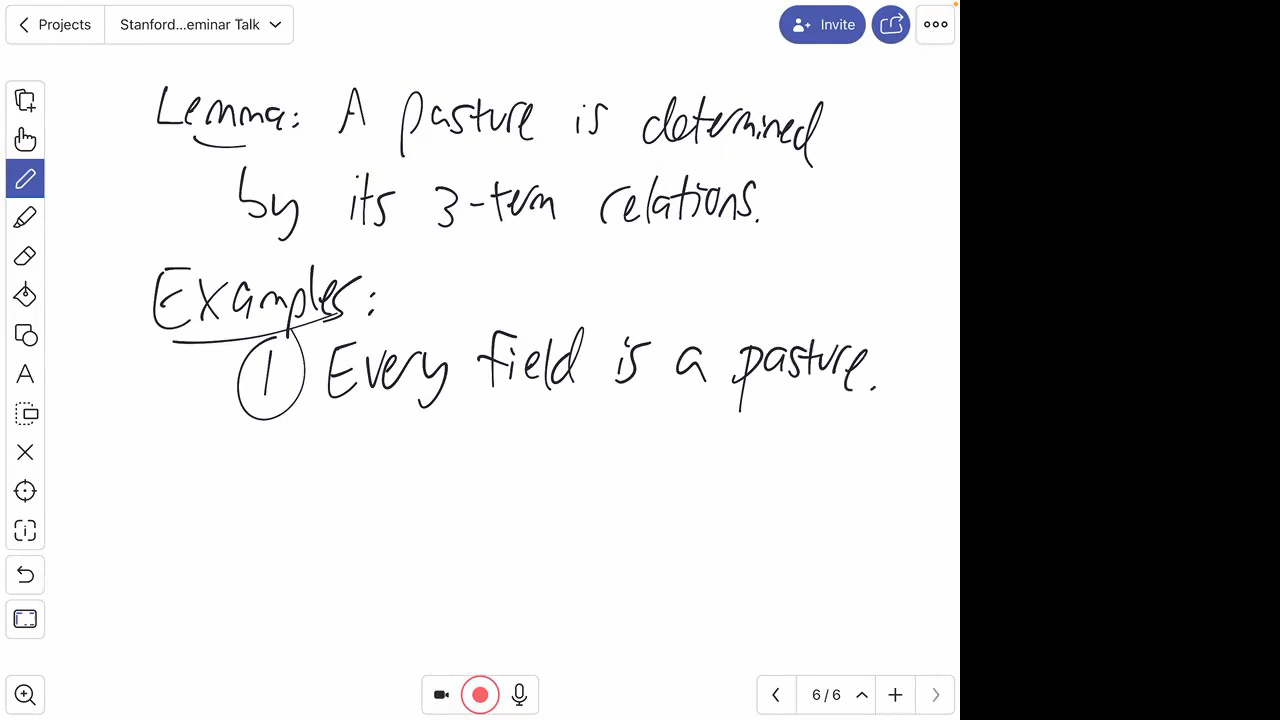 Projects
Stanford...eminar Talk
Invite
Lemma: A pasture is determined
by its 3-term relations.
Examples:
① Every field is a pasture.
A
6 / 6